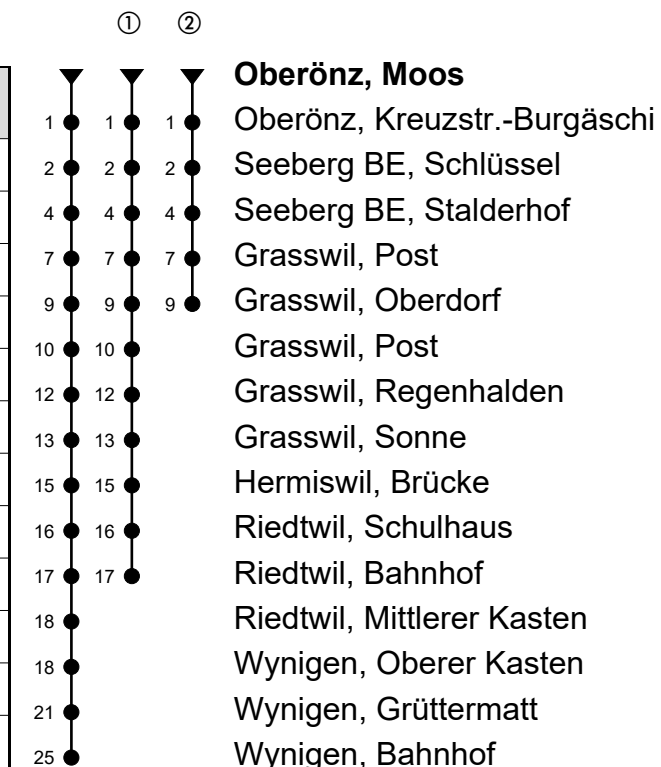 ① ②
Oberönz, Moos
1 1 1 Oberönz, Kreuzstr.-Burgäschi
2 2 2 Seeberg BE, Schlüssel
4 4 4 Seeberg BE, Stalderhof
7 7 7 Grasswil, Post
9 9 9 Grasswil, Oberdorf
10 10 Grasswil, Post
12 12 Grasswil, Regenhalden
13 13 Grasswil, Sonne
15 15 Hermiswil, Brücke
16 16 Riedtwil, Schulhaus
17 17 Riedtwil, Bahnhof
18 Riedtwil, Mittlerer Kasten
18 Wynigen, Oberer Kasten
21 Wynigen, Grüttermatt
25 Wynigen, Bahnhof